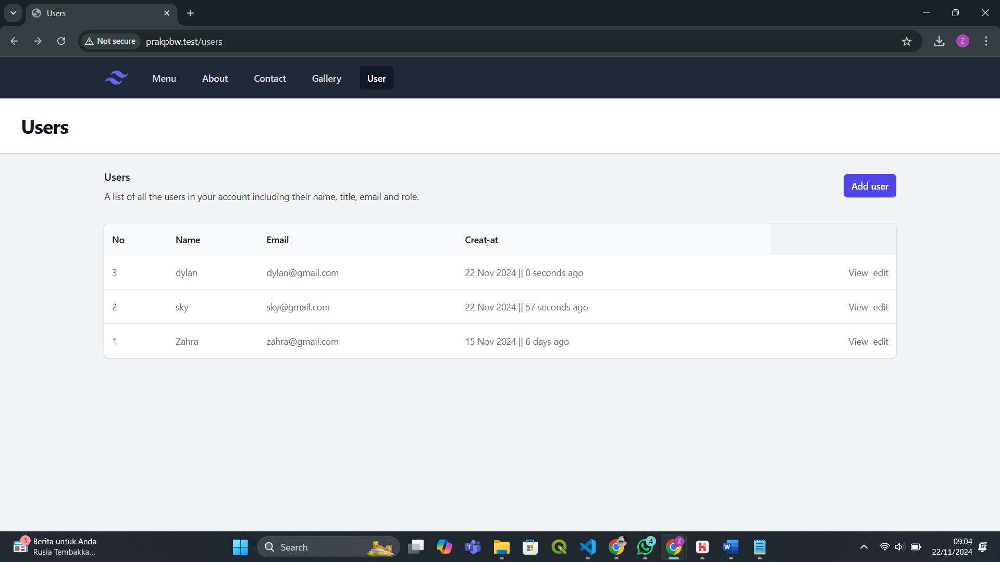 Users
Not secure
prakpbw.test/users
Z
Menu
About
Contact
Gallery
User
Users
Users
A list of all the users in your account including their name, title, email and role.
Add user
No Name Email Creat-at
3 dylan dylan@gmail.com 22 Nov 2024 || 0 seconds ago View edit
2 sky sky@gmail.com 22 Nov 2024 || 57 seconds ago View edit
1 Zahra zahra@gmail.com 15 Nov 2024 || 6 days ago View edit
1
Berita untuk Anda
Rusia Tembakka...
Search
T
4
Z
H
W
09:04
22/11/2024